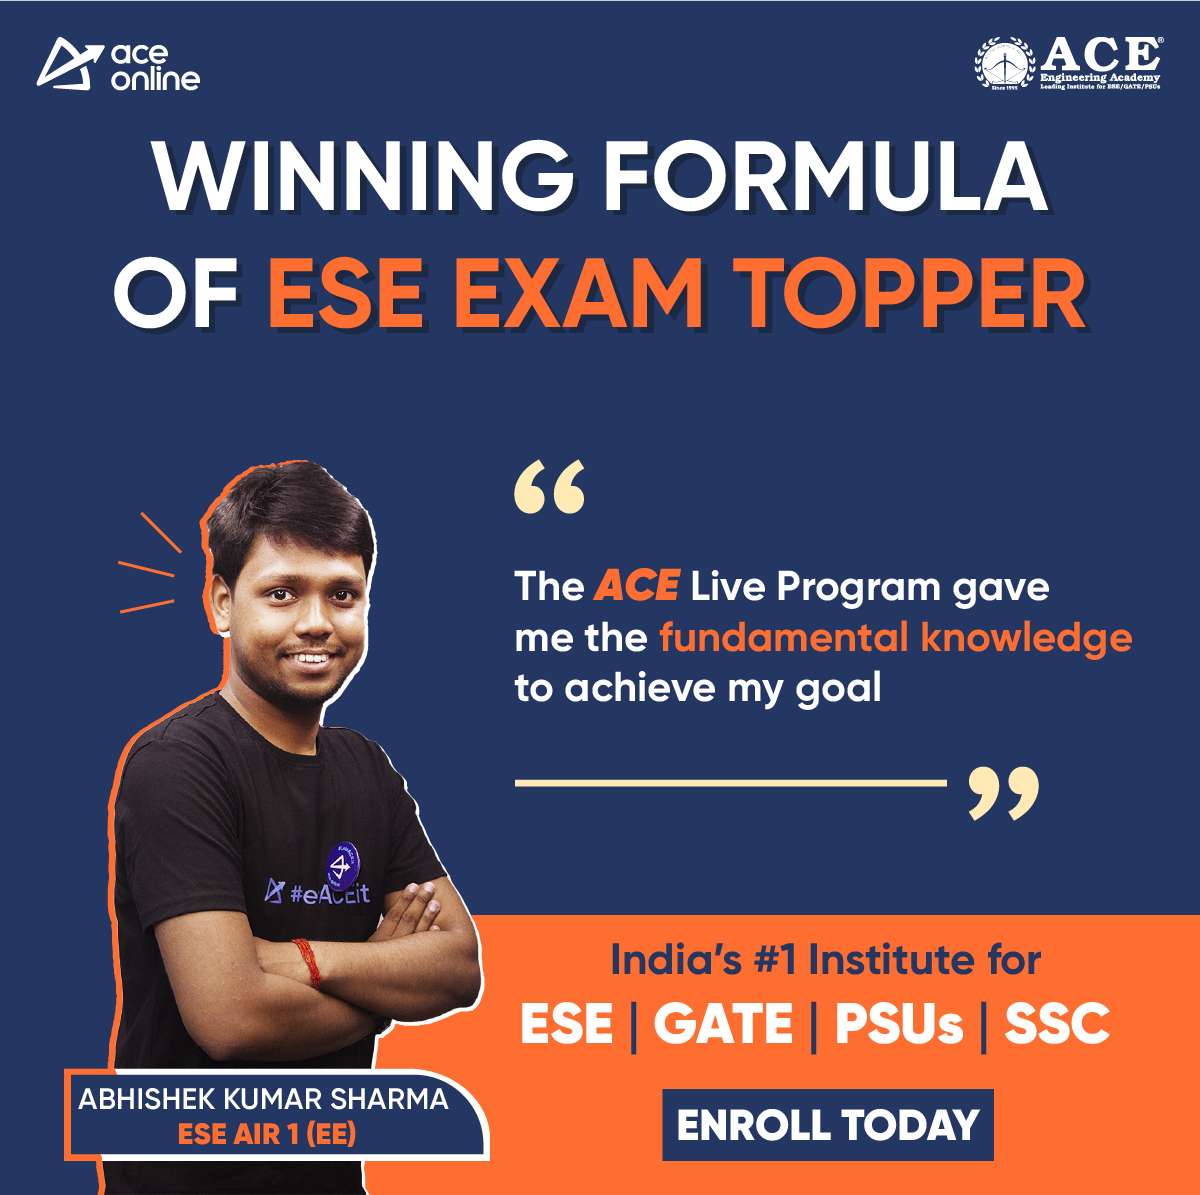 ace
online
ACE®
Engineering Academy
Leading Institute for ESE/GATE/PSUs
Since 1995
WINNING FORMULA
OF ESE EXAM TOPPER
“
The ACE Live Program gave
me the fundamental knowledge
to achieve my goal
”
#eACEit
India’s #1 Institute for
ESE | GATE | PSUs | SSC
ABHISHEK KUMAR SHARMA
ESE AIR 1 (EE)
ENROLL TODAY